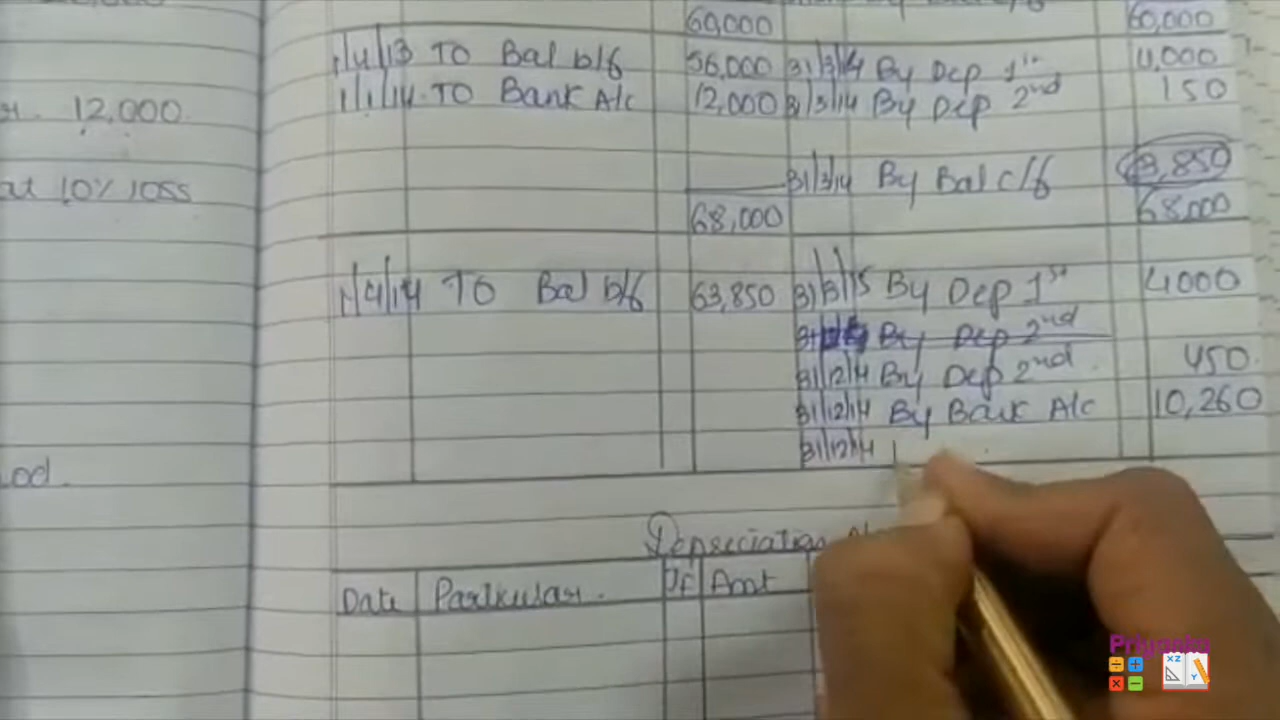 60,000 60,000
1/4/13 TO Bal b/f 56,000 31/3/14 By Dep 1st 4,000
1/1/14 TO Bank A/c 12,000 31/3/14 By Dep 2nd 150
12,000
31/3/14 By Bal c/f 63,850
at 10% loss
68,000 68,000
1/4/14 TO Bal b/f 63,850 31/3/15 By Dep 1st 4000
By Dep 2nd
31/12/14 By Dep 2nd 450
31/12/14 By Bank A/c 10,260
31/12/14
od.
Depreciation
Date Particular. Jf Amt
Priyanka